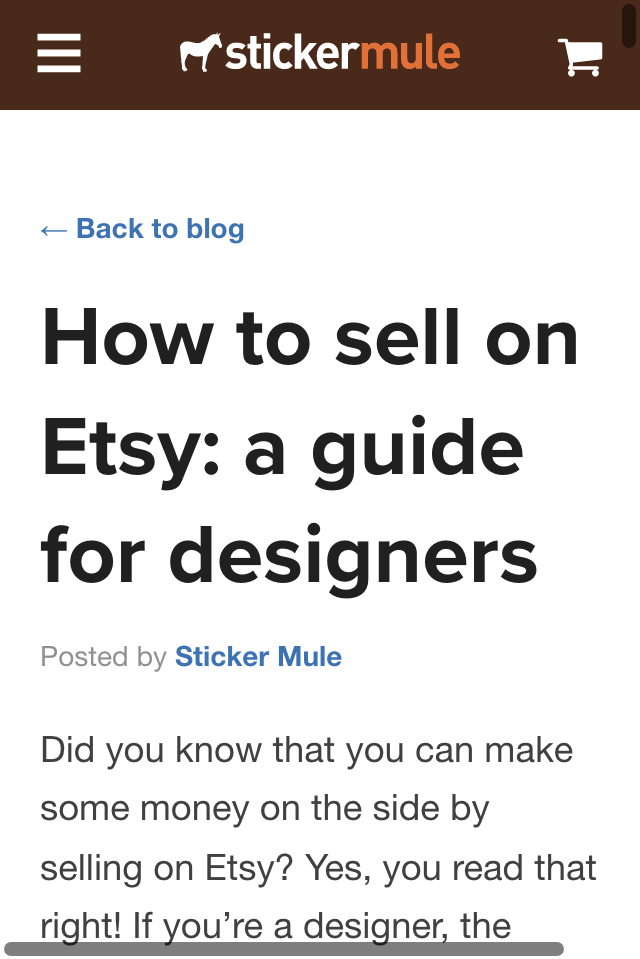 stickermule
← Back to blog
How to sell on
Etsy: a guide
for designers
Posted by Sticker Mule
Did you know that you can make
some money on the side by
selling on Etsy? Yes, you read that
right! If you’re a designer, the